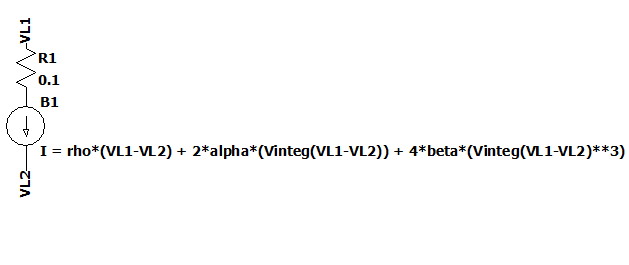 VL1
R1
0.1
B1
I = rho*(VL1-VL2) + 2*alpha*(Vinteg(VL1-VL2)) + 4*beta*(Vinteg(VL1-VL2)**3)
VL2